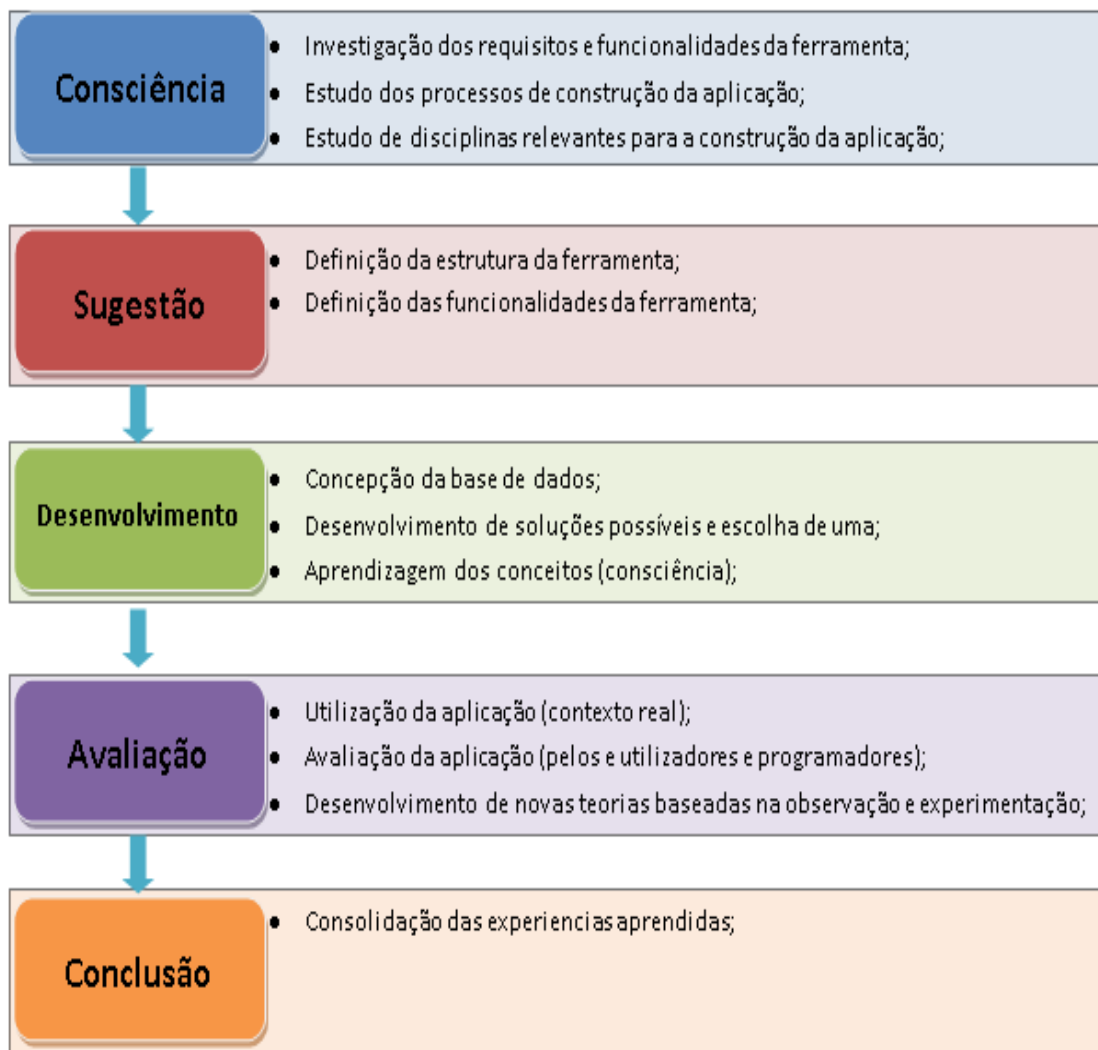 Consciência
• Investigação dos requisitos e funcionalidades da ferramenta;
• Estudo dos processos de construção da aplicação;
• Estudo de disciplinas relevantes para a construção da aplicação;
Sugestão
• Definição da estrutura da ferramenta;
• Definição das funcionalidades da ferramenta;
Desenvolvimento
• Concepção da base de dados;
• Desenvolvimento de soluções possíveis e escolha de uma;
• Aprendizagem dos conceitos (consciência);
Avaliação
• Utilização da aplicação (contexto real);
• Avaliação da aplicação (pelos e utilizadores e programadores);
• Desenvolvimento de novas teorias baseadas na observação e experimentação;
Conclusão
• Consolidação das experiencias aprendidas;